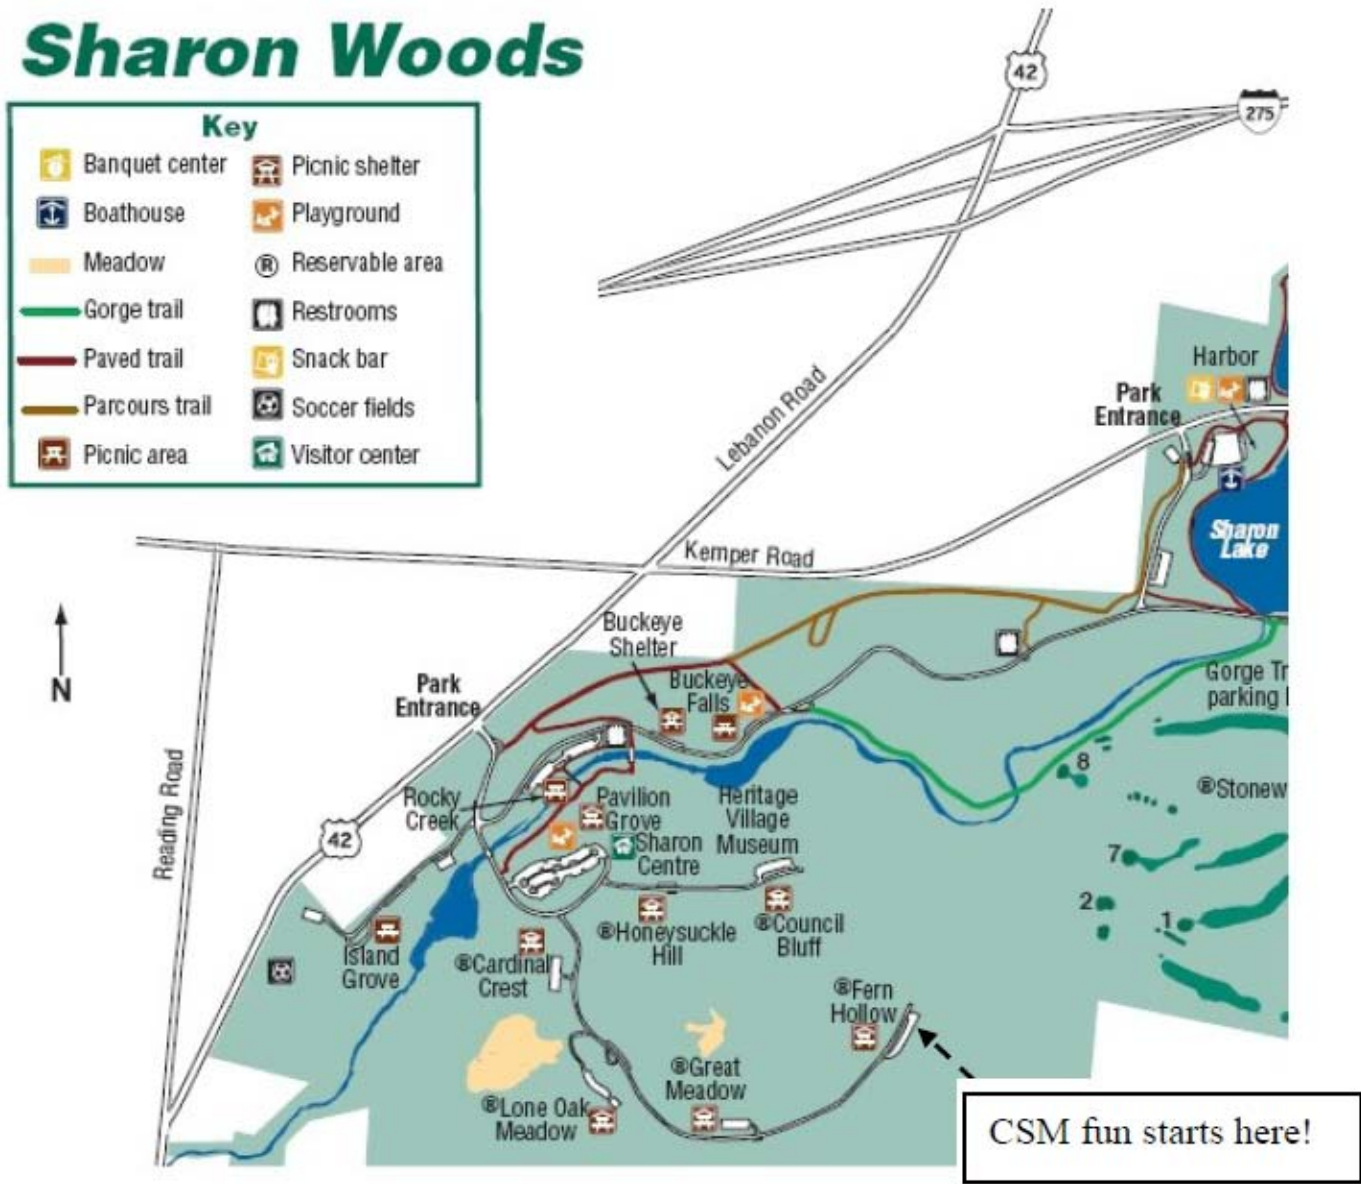 Sharon Woods
Key
Banquet center
Boathouse
Meadow
Gorge trail
Paved trail
Parcours trail
Picnic area
Picnic shelter
Playground
® Reservable area
Restrooms
Snack bar
Soccer fields
Visitor center
42
275
Lebanon Road
Harbor
Park
Entrance
Sharon
Lake
Kemper Road
N
Reading Road
Buckeye
Shelter
Park
Entrance
Buckeye
Falls
Gorge Tr
parking
42
Rocky
Creek
Pavilion
Grove
Sharon
Centre
Heritage
Village
Museum
8
®Stonew
7
2
1
Island
Grove
®Cardinal
Crest
®Honeysuckle
Hill
®Council
Bluff
®Fern
Hollow
®Great
Meadow
®Lone Oak
Meadow
CSM fun starts here!